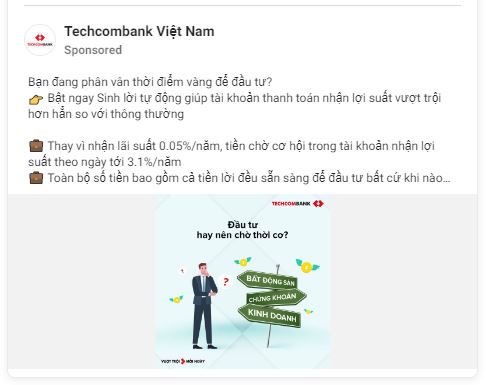 TECHCOMBANK
Techcombank Việt Nam
Sponsored
Bạn đang phân vân thời điểm vàng để đầu tư?
👉 Bật ngay Sinh lời tự động giúp tài khoản thanh toán nhận lợi suất vượt trội
hơn hẳn so với thông thường
💼 Thay vì nhận lãi suất 0.05%/năm, tiền chờ cơ hội trong tài khoản nhận lợi
suất theo ngày tới 3.1%/năm
💼 Toàn bộ số tiền bao gồm cả tiền lời đều sẵn sàng để đầu tư bất cứ khi nào...
TECHCOMBANK
Đầu tư
hay nên chờ thời cơ?
? ?
BẤT ĐỘNG SẢN
CHỨNG KHOÁN
KINH DOANH
VƯỢT TRỘI MỖI NGÀY